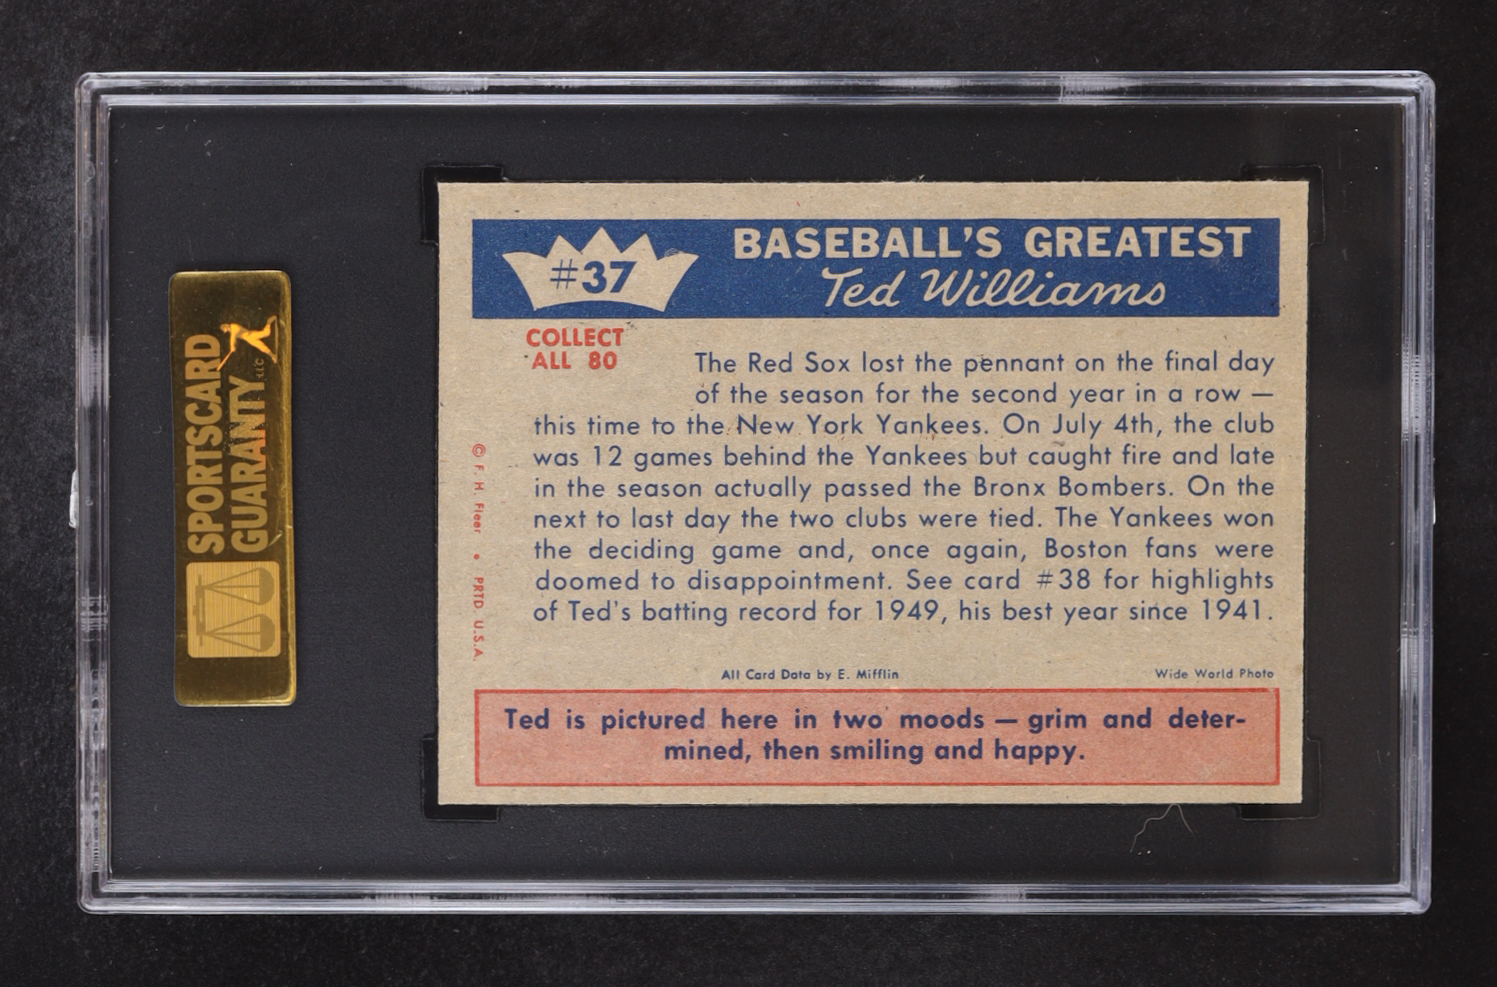 SPORTSCARD
GUARANTY LLC
#37
BASEBALL'S GREATEST
Ted Williams
COLLECT
ALL 80
The Red Sox lost the pennant on the final day
of the season for the second year in a row —
this time to the New York Yankees. On July 4th, the club
was 12 games behind the Yankees but caught fire and late
in the season actually passed the Bronx Bombers. On the
next to last day the two clubs were tied. The Yankees won
the deciding game and, once again, Boston fans were
doomed to disappointment. See card #38 for highlights
of Ted's batting record for 1949, his best year since 1941.
© F. H. Fleer • PRTD. U.S.A.
All Card Data by E. Mifflin
Wide World Photo
Ted is pictured here in two moods — grim and deter-
mined, then smiling and happy.